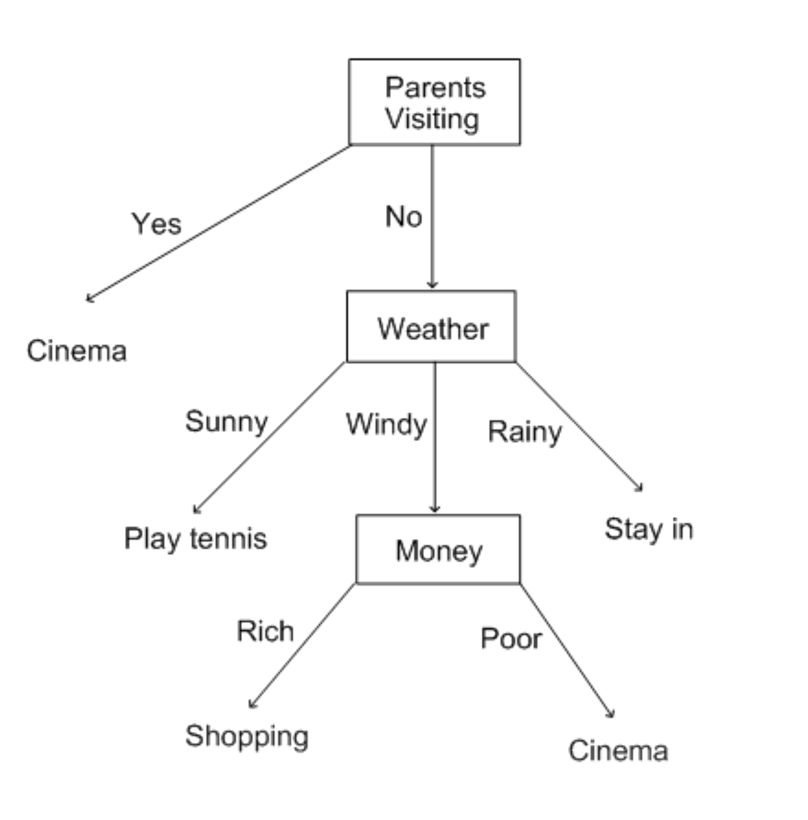 Parents
Visiting
Yes
No
Cinema
Weather
Sunny
Windy
Rainy
Play tennis
Stay in
Money
Rich
Poor
Shopping
Cinema